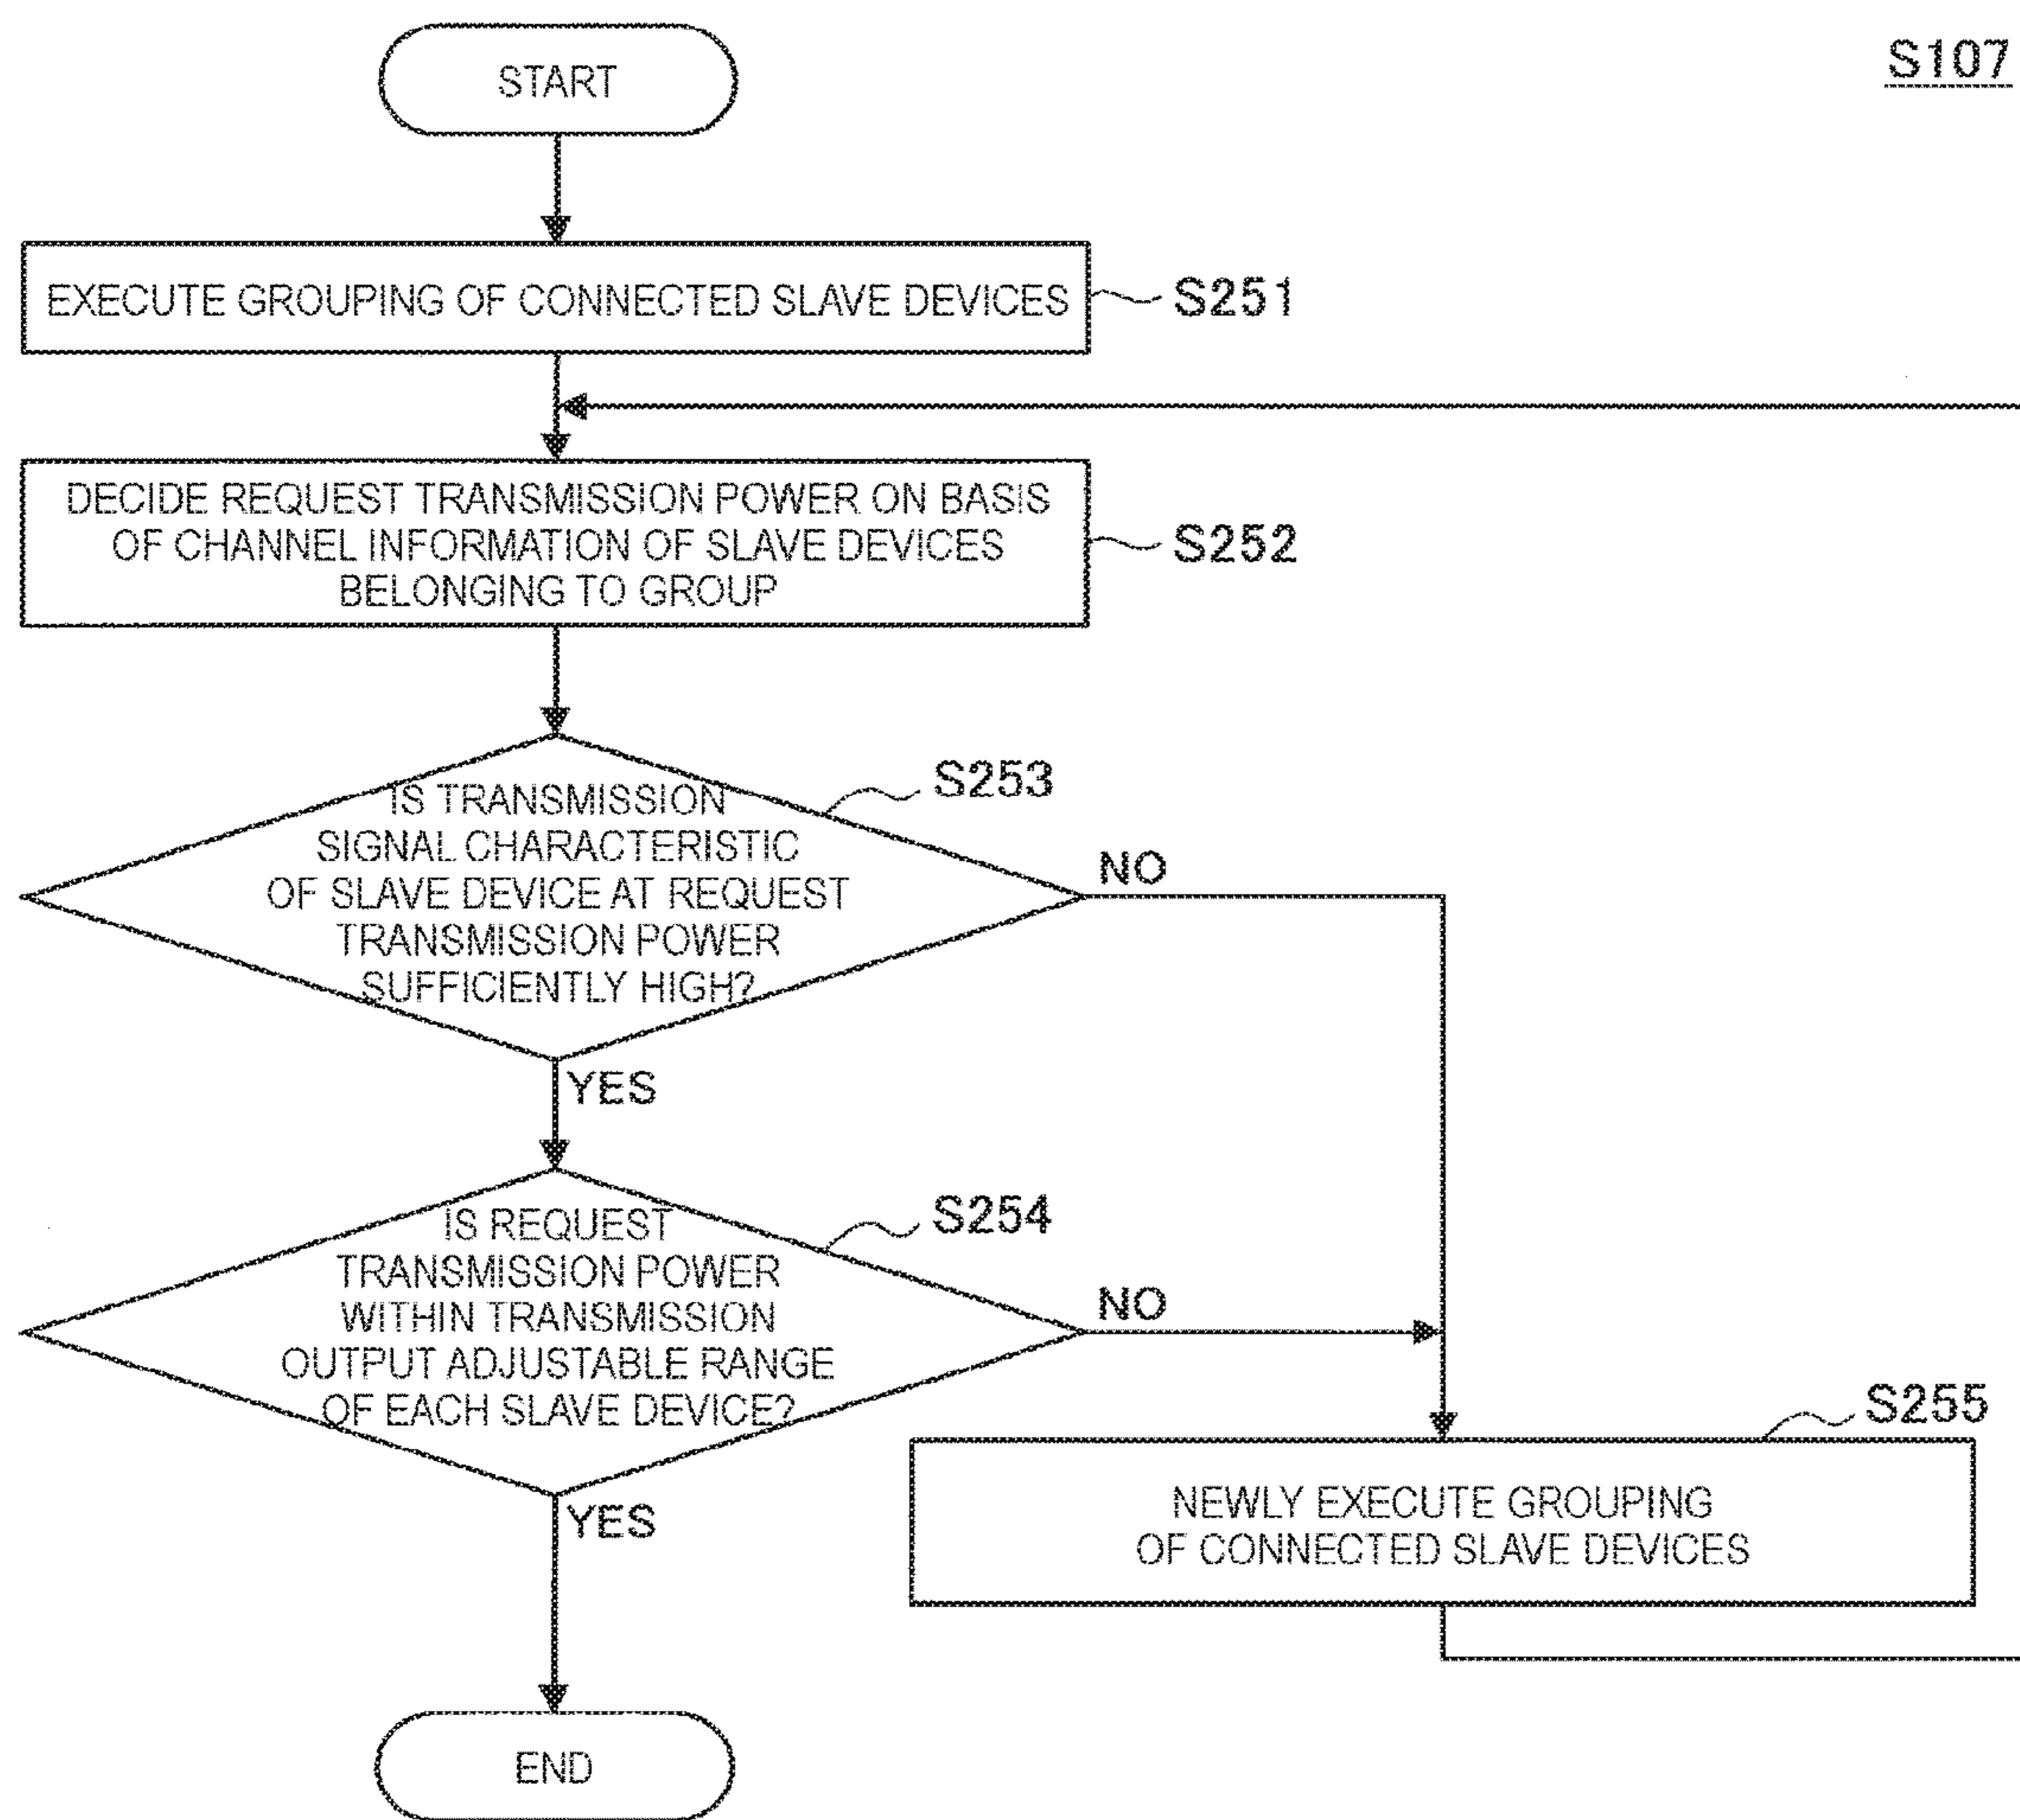 S107
START
EXECUTE GROUPING OF CONNECTED SLAVE DEVICES
S251
DECIDE REQUEST TRANSMISSION POWER ON BASIS
OF CHANNEL INFORMATION OF SLAVE DEVICES
BELONGING TO GROUP
S252
IS TRANSMISSION
SIGNAL CHARACTERISTIC
OF SLAVE DEVICE AT REQUEST
TRANSMISSION POWER
SUFFICIENTLY HIGH?
S253
NO
YES
IS REQUEST
TRANSMISSION POWER
WITHIN TRANSMISSION
OUTPUT ADJUSTABLE RANGE
OF EACH SLAVE DEVICE?
S254
NO
YES
S255
NEWLY EXECUTE GROUPING
OF CONNECTED SLAVE DEVICES
END